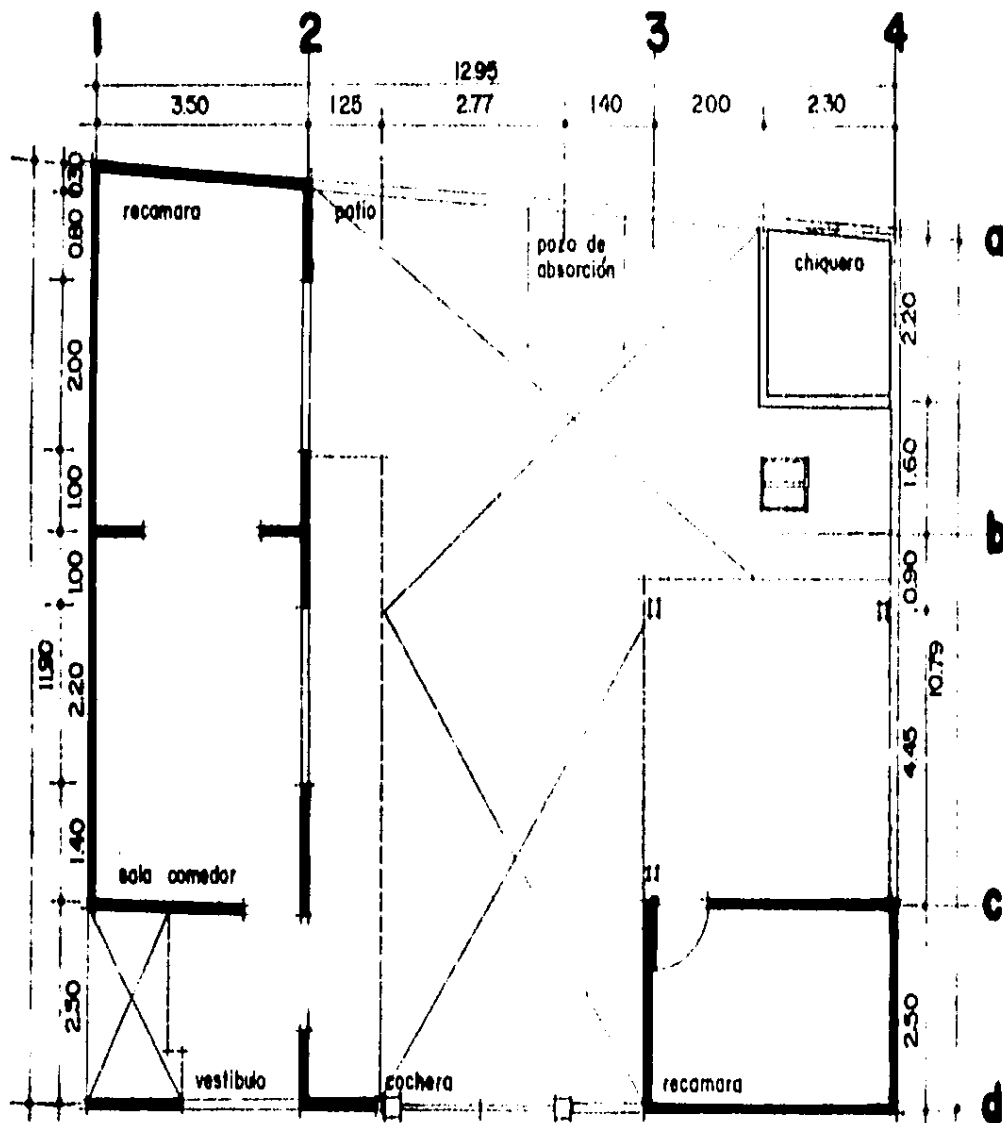 1 2 3 4
12.95
3.50 1.25 2.77 1.40 2.00 2.30
0.30
0.80
2.00
1.00
1.00
11.90
2.20
1.40
2.50
recamara
patio
pozo de
absorción
chiquero
a
2.20
1.60
b
0.90
10.79
4.45
sala comedor
c
2.50
vestibulo
cochera
recamara
d